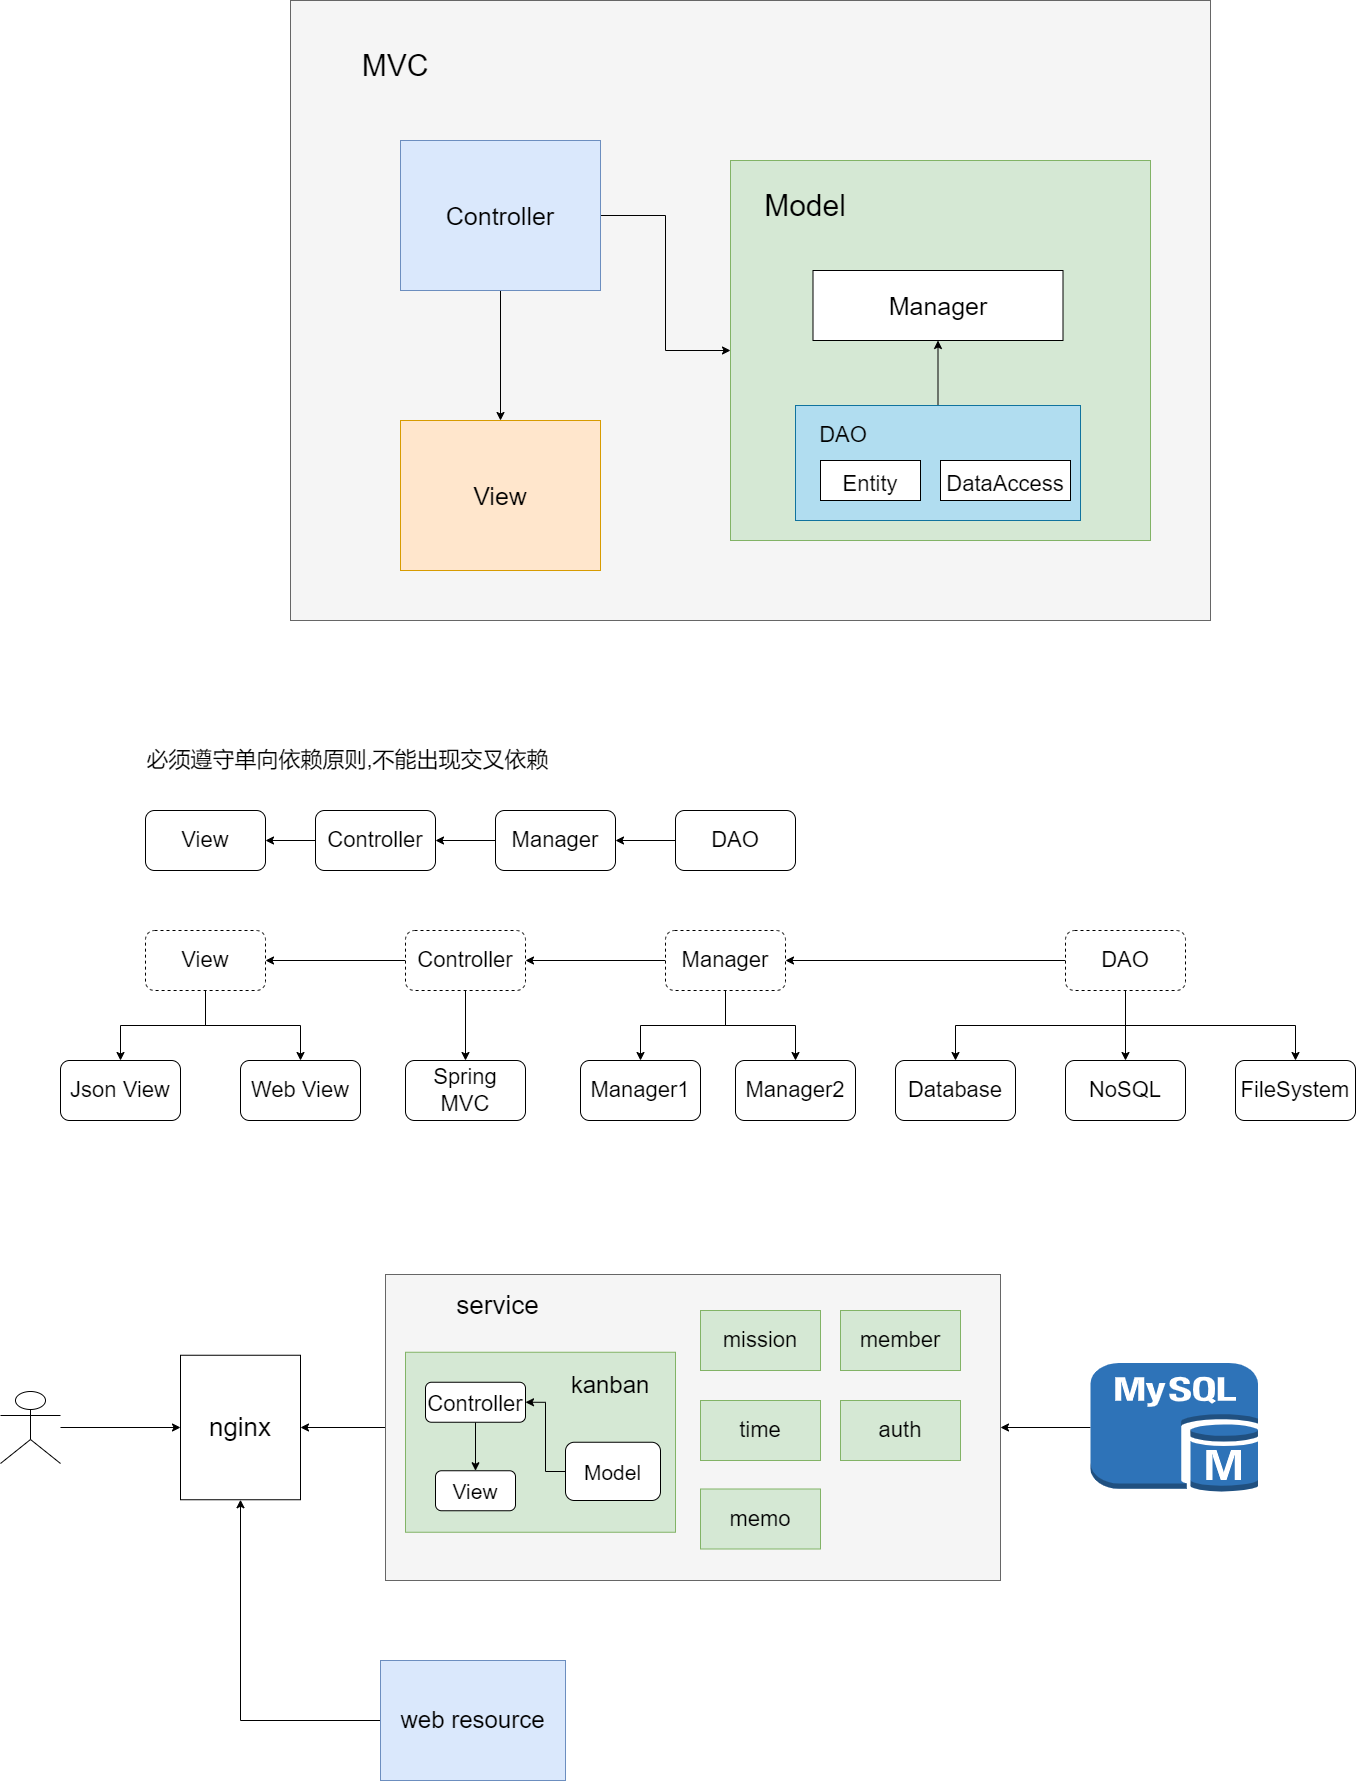 MVC
Controller
Model
Manager
DAO
Entity
DataAccess
View
必须遵守单向依赖原则,不能出现交叉依赖
View
Controller
Manager
DAO
View
Controller
Manager
DAO
Json View
Web View
Spring
MVC
Manager1
Manager2
Database
NoSQL
FileSystem
service
mission
member
kanban
Controller
MySQL
nginx
time
auth
M
Model
View
memo
web resource